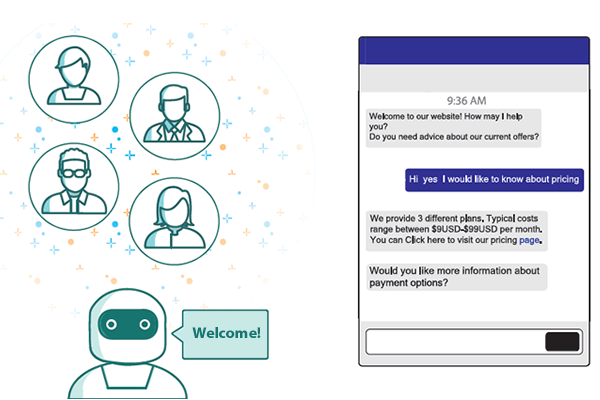 Welcome!
9:36 AM
Welcome to our website! How may I help
you?
Do you need advice about our current offers?
Hi yes I would like to know about pricing
We provide 3 different plans. Typical costs
range between $9USD-$99USD per month.
You can Click here to visit our pricing page.
Would you like more information about
payment options?